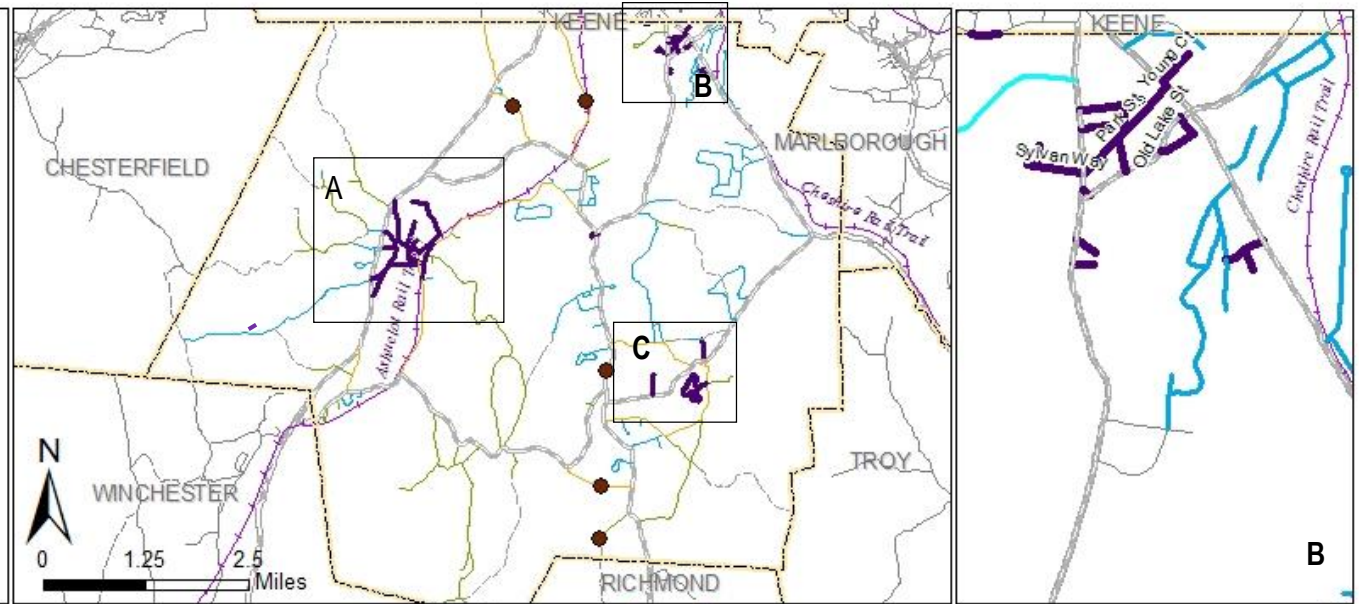 KEENE
B
CHESTERFIELD
A
MARLBOROUGH
Cheshire Rail Trail
Ashuelot Rail Trail
C
TROY
N
WINCHESTER
0 1.25 2.5
Miles
RICHMOND
KEENE
Young Ct
Park St
Old Lake St
Sylvan Way
Cheshire Rail Trail
B